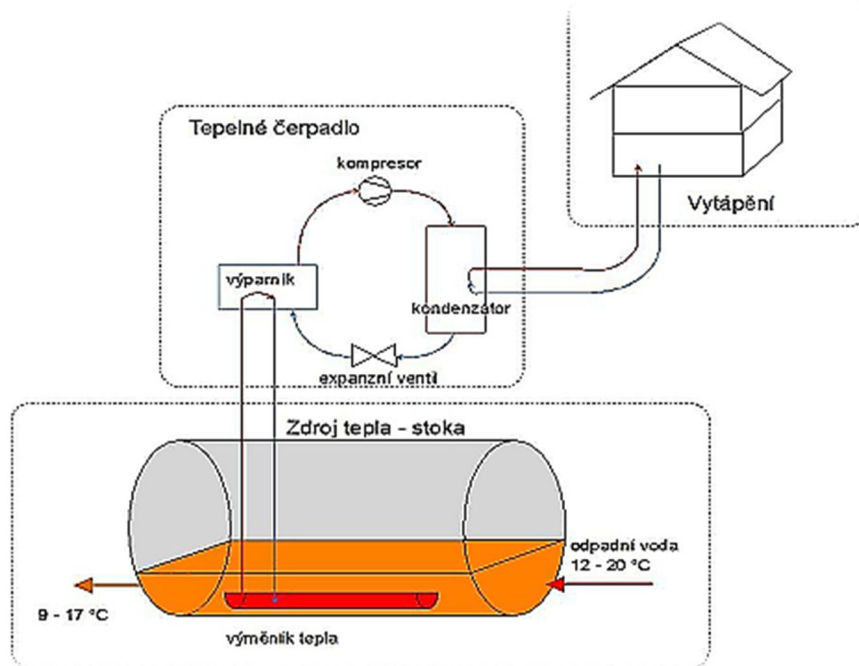 Tepelné čerpadlo
kompresor
výparník
kondenzátor
expanzní ventil
Vytápění
Zdroj tepla - stoka
odpadní voda
12 - 20 °C
9 - 17 °C
výměník tepla